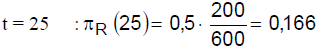 t = 25 : π_R (25) = 0,5 · 200/600 = 0,166